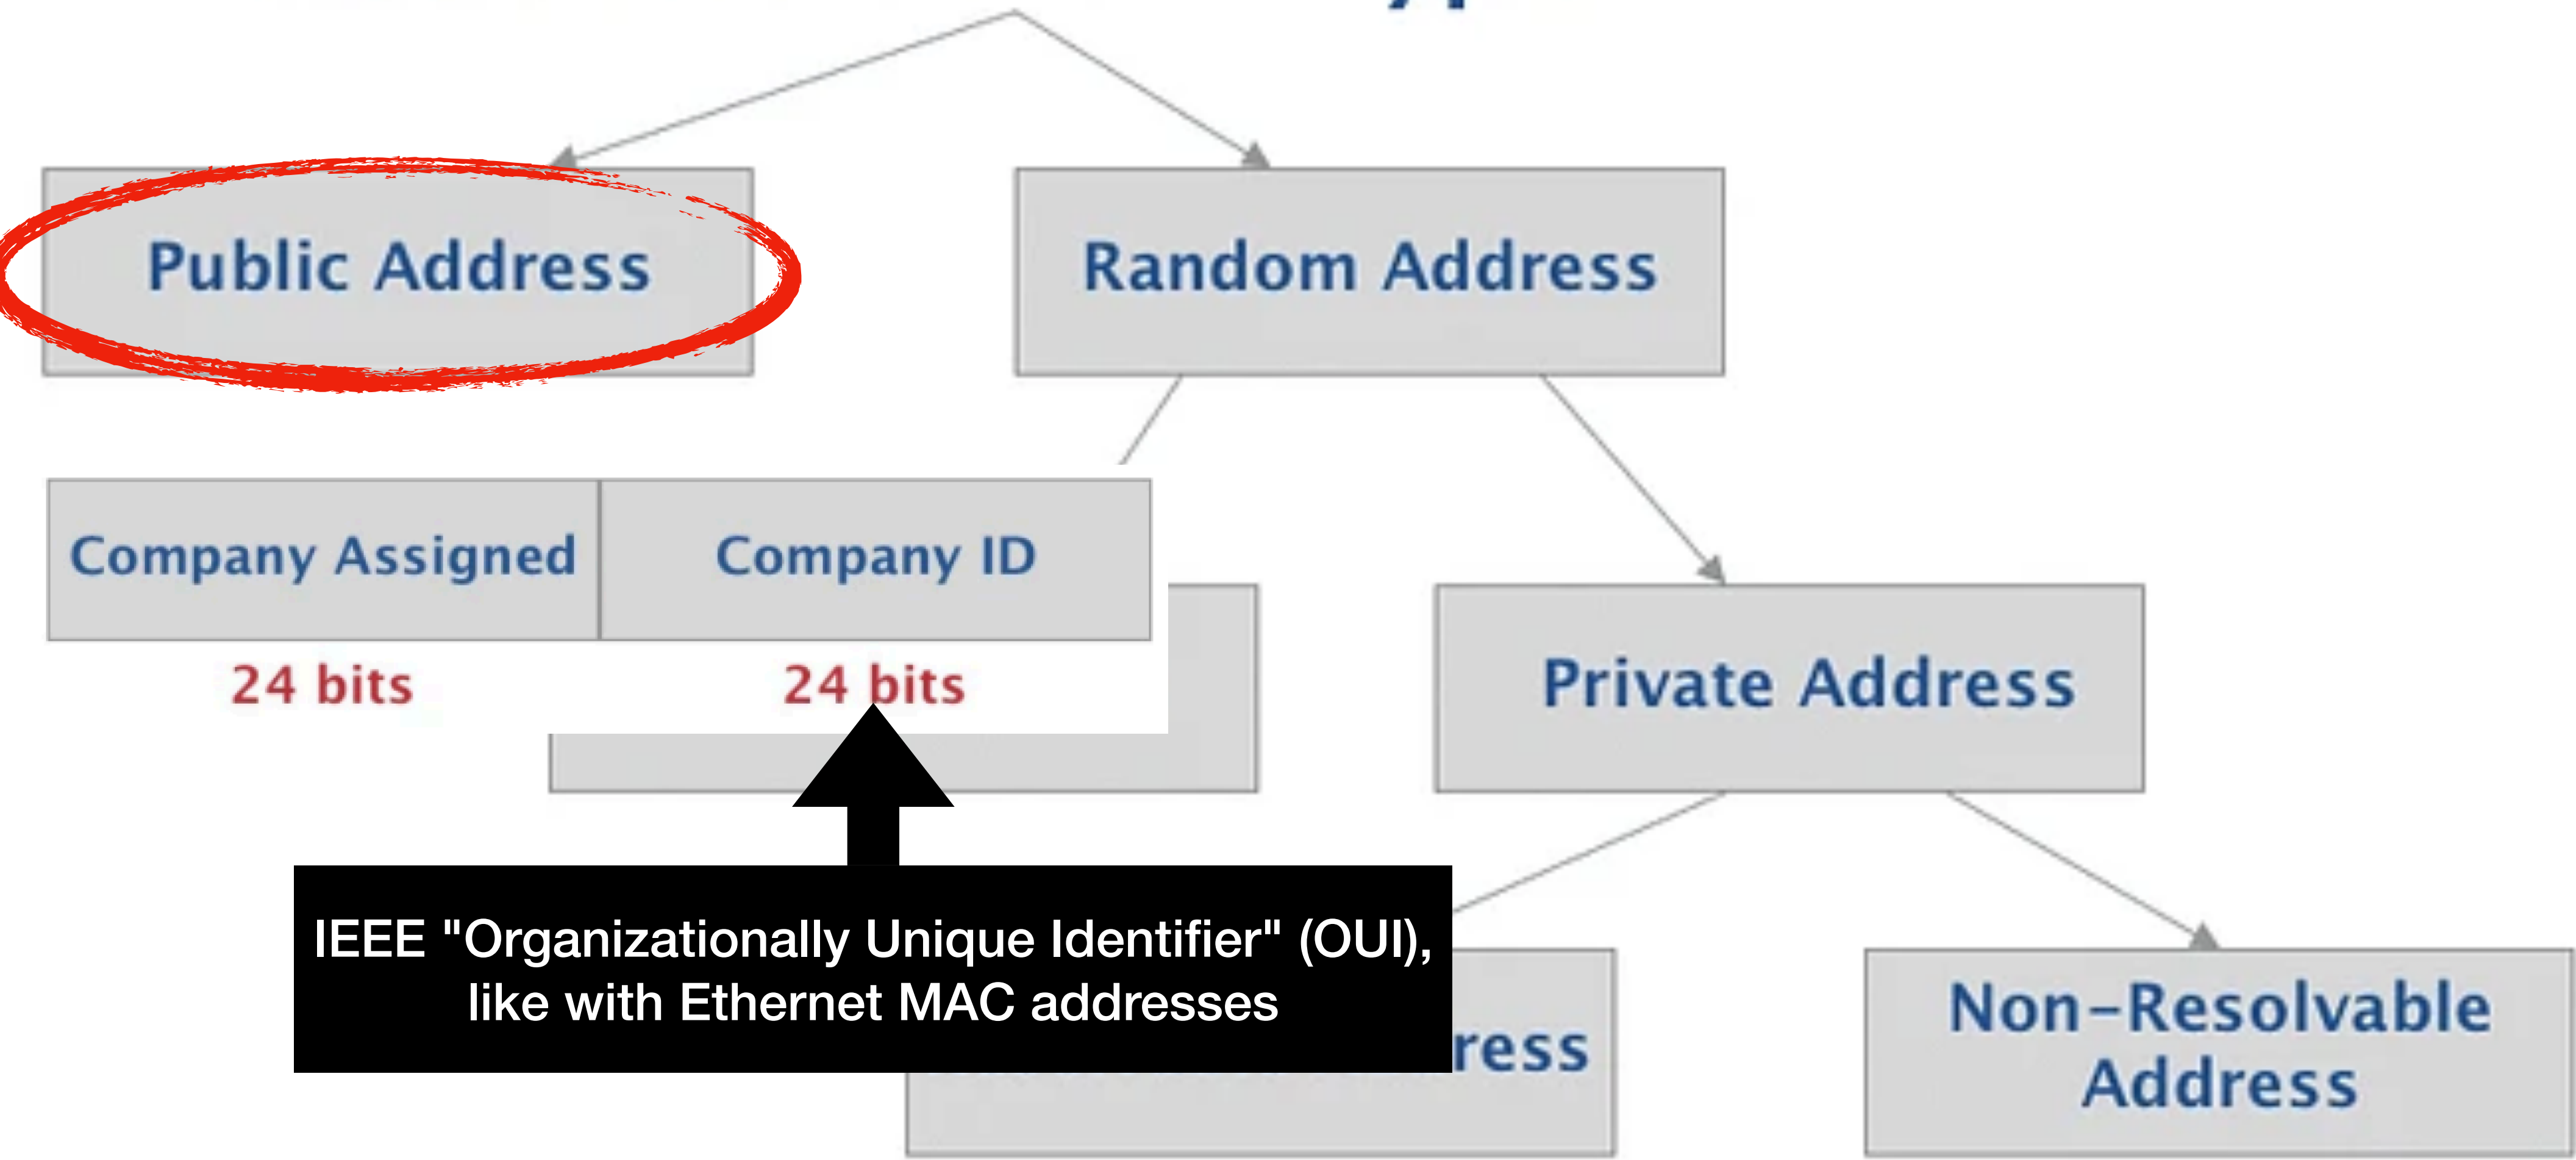 Public Address
Random Address
Company Assigned
Company ID
24 bits
24 bits
Private Address
IEEE "Organizationally Unique Identifier" (OUI),
like with Ethernet MAC addresses
ress
Non-Resolvable
Address